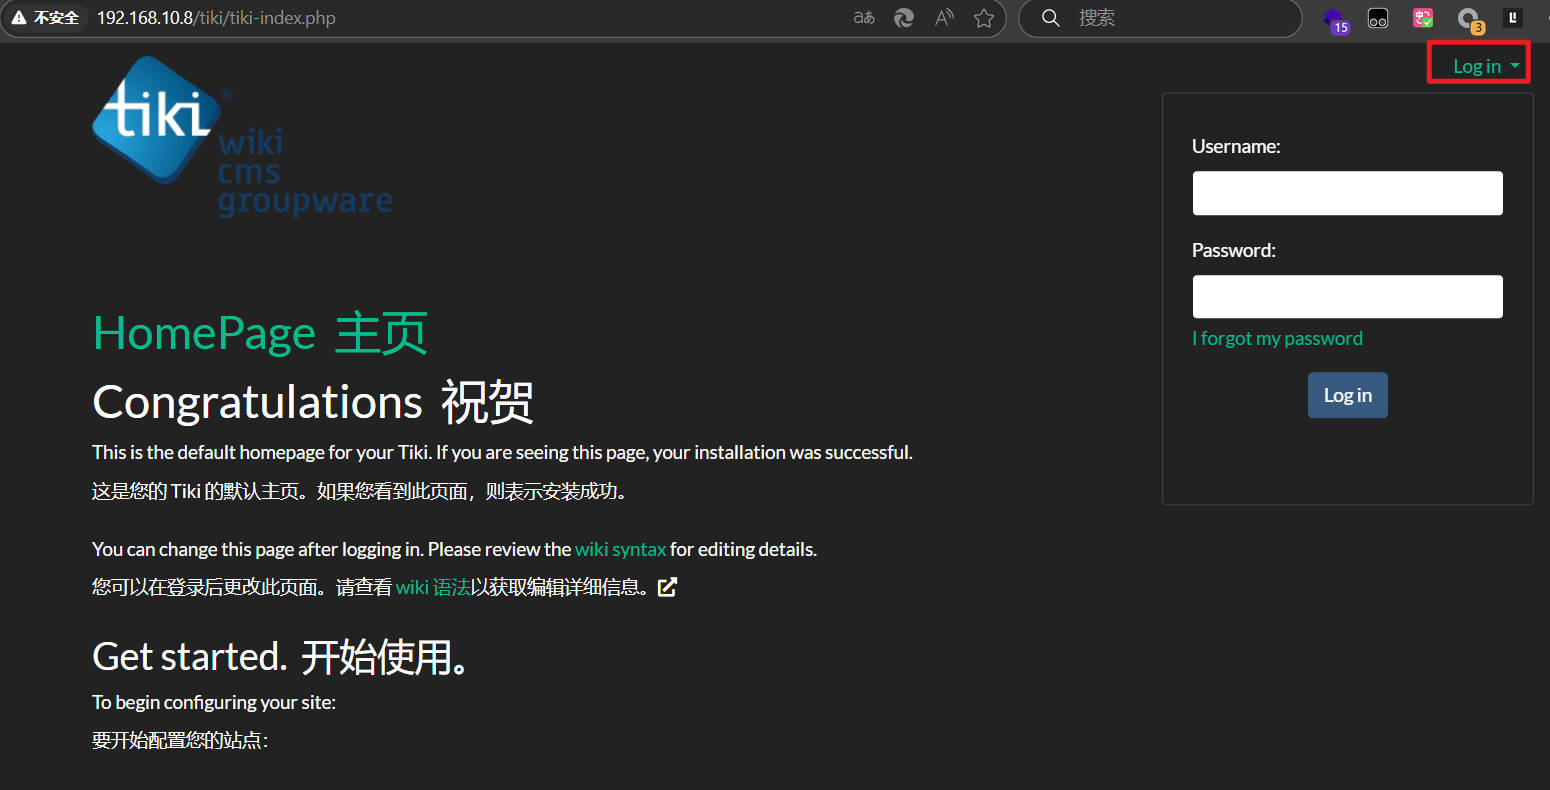 不安全 192.168.10.8/tiki/tiki-index.php
aあ
A
搜索
15
3
Log in
tiki
wiki
cms
groupware
Username:
Password:
I forgot my password
Log in
HomePage 主页
Congratulations 祝贺
This is the default homepage for your Tiki. If you are seeing this page, your installation was successful.
这是您的 Tiki 的默认主页。如果您看到此页面，则表示安装成功。
You can change this page after logging in. Please review the wiki syntax for editing details.
您可以在登录后更改此页面。请查看 wiki 语法以获取编辑详细信息。
Get started. 开始使用。
To begin configuring your site:
要开始配置您的站点：